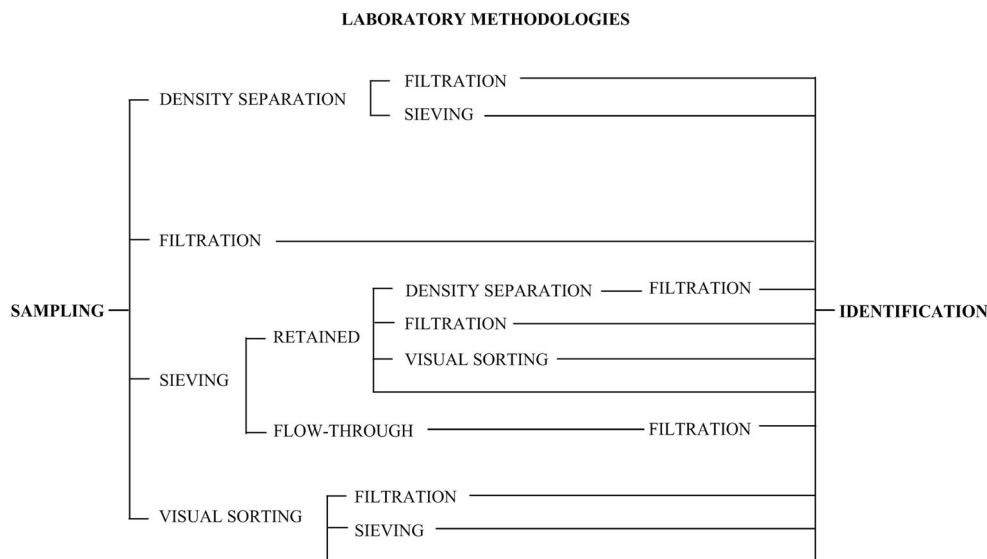 LABORATORY METHODOLOGIES
FILTRATION
DENSITY SEPARATION
SIEVING
FILTRATION
DENSITY SEPARATION
FILTRATION
SAMPLING
IDENTIFICATION
FILTRATION
RETAINED
VISUAL SORTING
SIEVING
FLOW-THROUGH
FILTRATION
FILTRATION
VISUAL SORTING
SIEVING